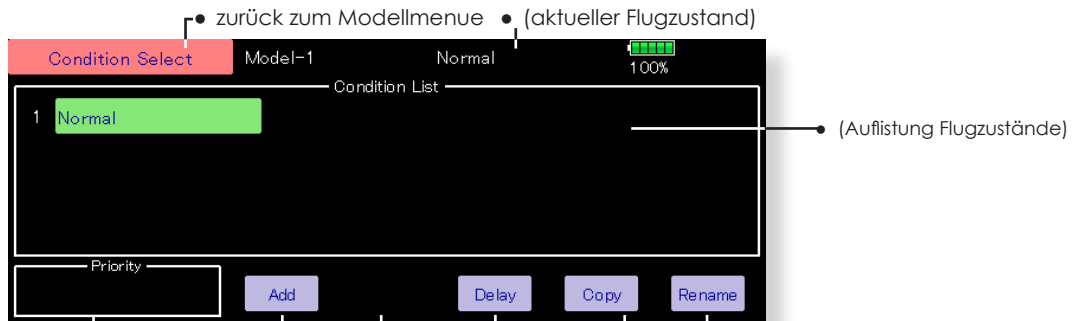 zurück zum Modellmenue
(aktueller Flugzustand)
Condition Select
Model-1
Normal
100%
Condition List
1 Normal
(Auflistung Flugzustände)
Priority
Add
Delay
Copy
Rename